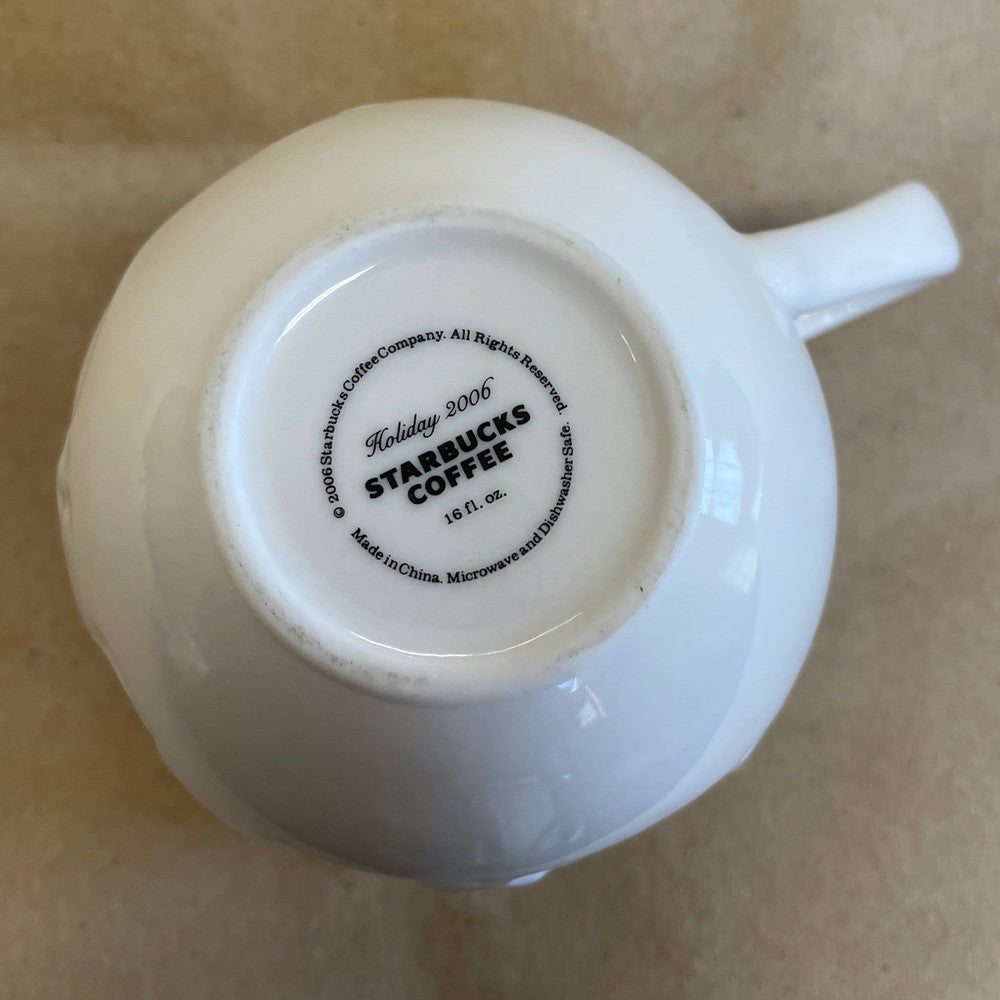 © 2006 Starbucks Coffee Company. All Rights Reserved.
Holiday 2006
STARBUCKS
COFFEE
16 fl. oz.
Made in China. Microwave and Dishwasher Safe.